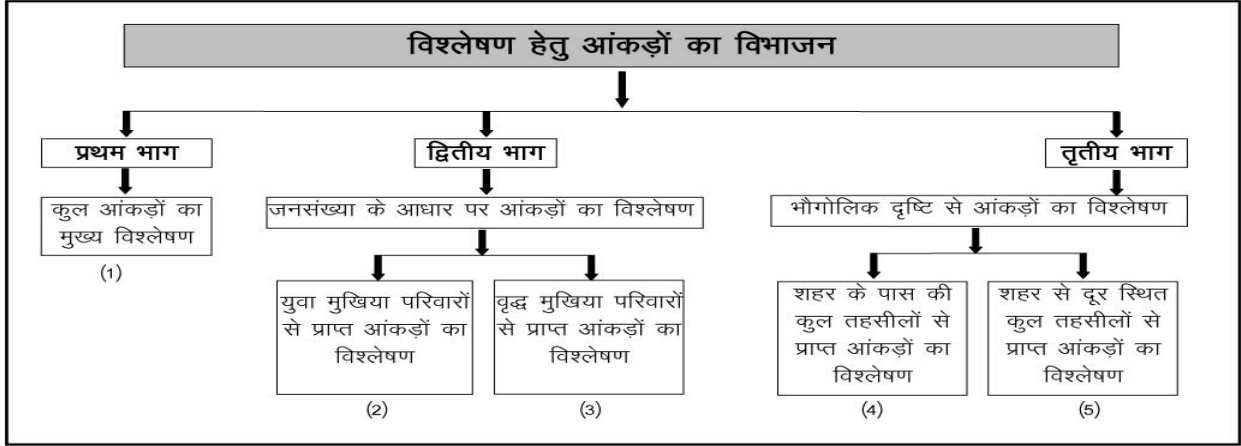 विश्लेषण हेतु आंकड़ों का विभाजन
प्रथम भाग
कुल आंकड़ों का
मुख्य विश्लेषण
(1)
द्वितीय भाग
जनसंख्या के आधार पर आंकड़ों का विश्लेषण
युवा मुखिया परिवारों
से प्राप्त आंकड़ों का
विश्लेषण
(2)
वृद्ध मुखिया परिवारों
से प्राप्त आंकड़ों का
विश्लेषण
(3)
तृतीय भाग
भौगोलिक दृष्टि से आंकड़ों का विश्लेषण
शहर के पास की
कुल तहसीलों से
प्राप्त आंकड़ों का
विश्लेषण
(4)
शहर से दूर स्थित
कुल तहसीलों से
प्राप्त आंकड़ों का
विश्लेषण
(5)